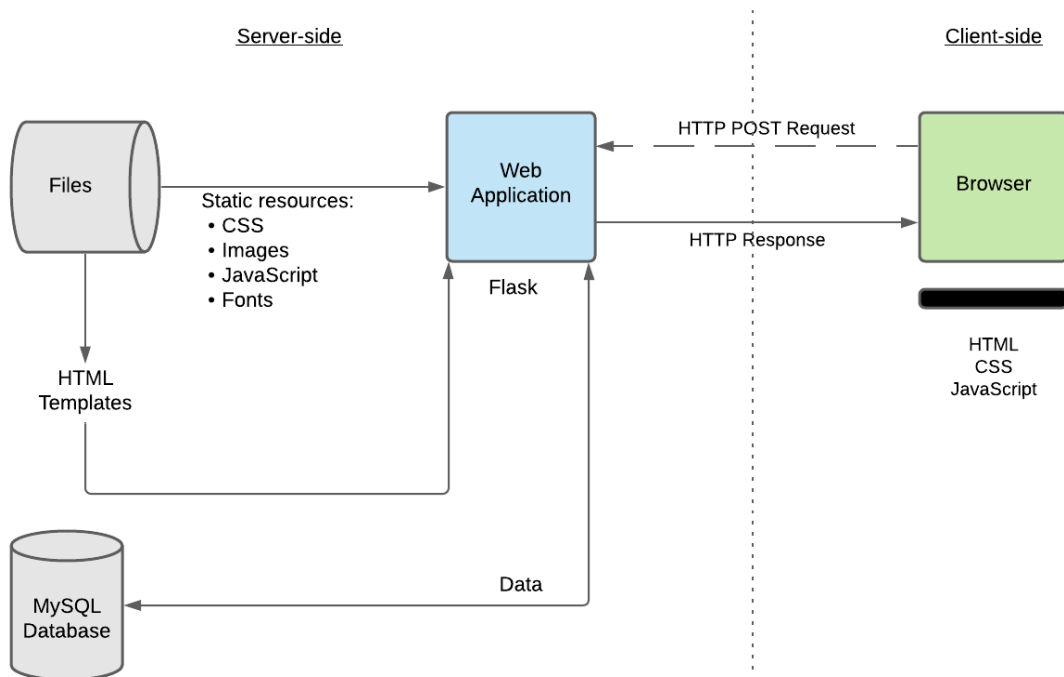 Server-side
Client-side
Files
Static resources:
• CSS
• Images
• JavaScript
• Fonts
Web
Application
Flask
HTTP POST Request
HTTP Response
Browser
HTML
CSS
JavaScript
HTML
Templates
MySQL
Database
Data